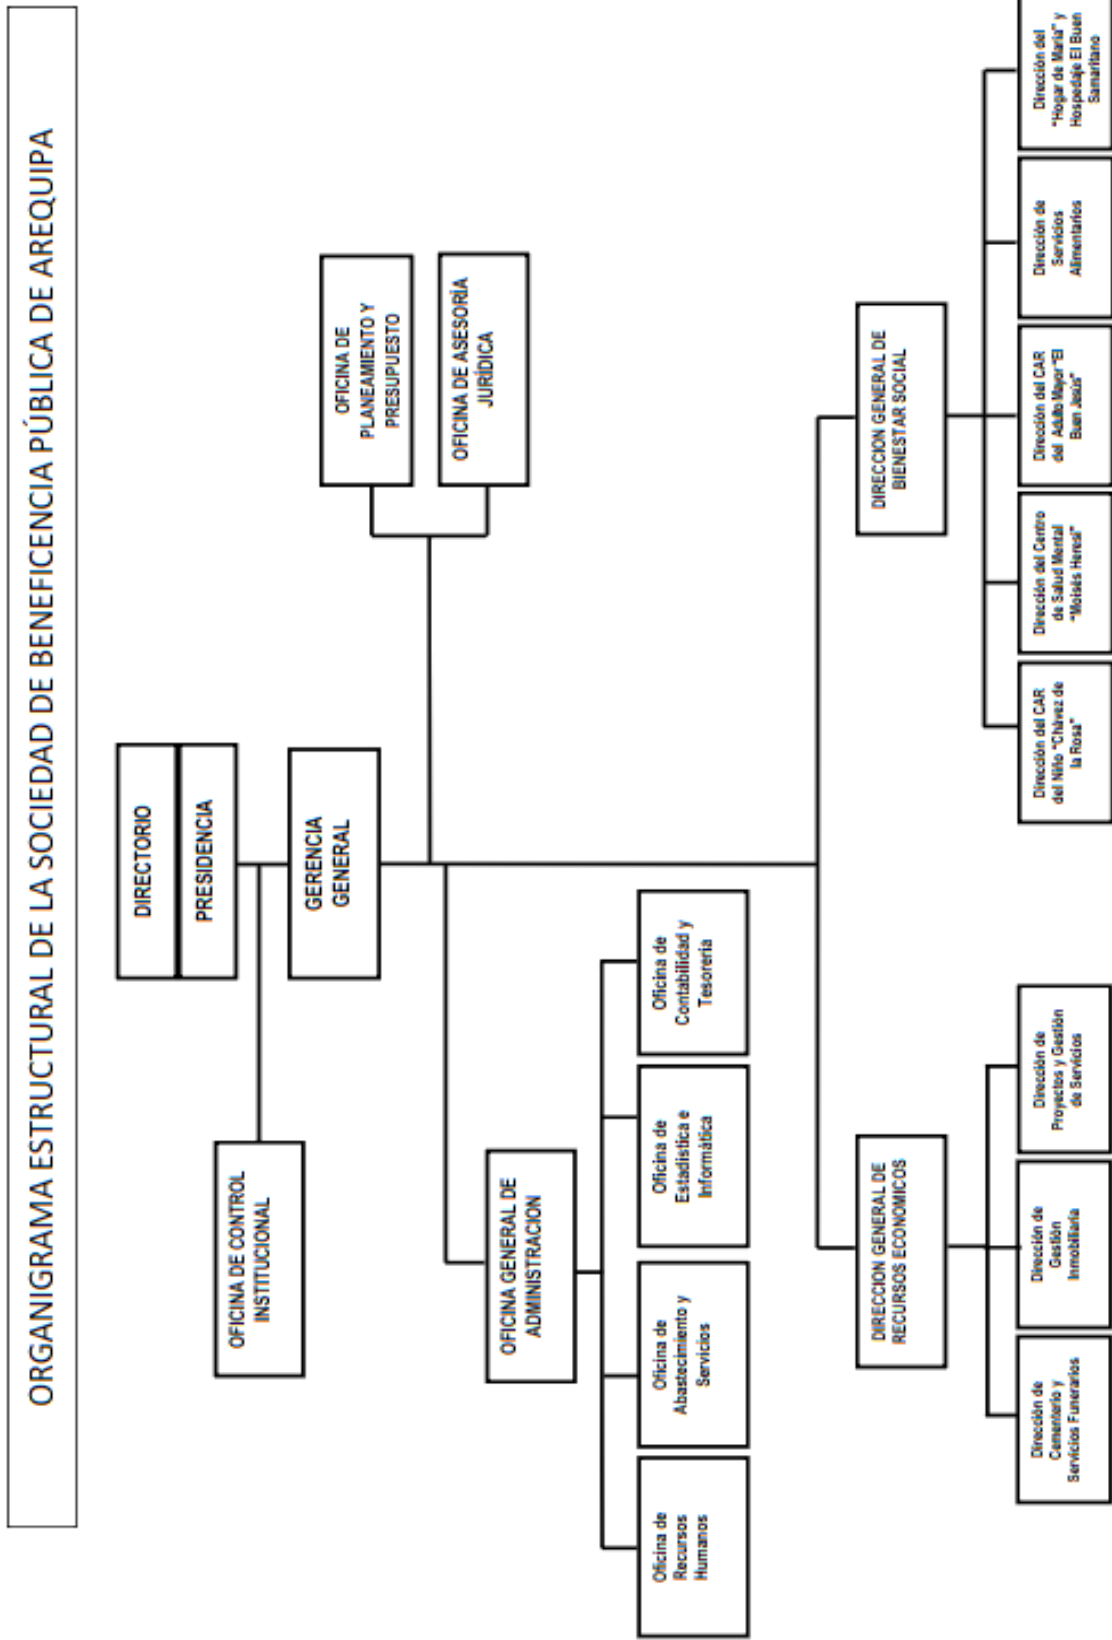 ORGANIGRAMA ESTRUCTURAL DE LA SOCIEDAD DE BENEFICENCIA PÚBLICA DE AREQUIPA
DIRECTORIO
PRESIDENCIA
OFICINA DE CONTROL
INSTITUCIONAL
GERENCIA
GENERAL
OFICINA DE
PLANEAMIENTO Y
PRESUPUESTO
OFICINA DE ASESORÍA
JURÍDICA
OFICINA GENERAL DE
ADMINISTRACION
Oficina de
Recursos
Humanos
Oficina de
Abastecimiento y
Servicios
Oficina de
Estadística e
Informática
Oficina de
Contabilidad y
Tesorería
DIRECCION GENERAL DE
RECURSOS ECONOMICOS
DIRECCION GENERAL DE
BIENESTAR SOCIAL
Dirección de
Cementerio y
Servicios Funerarios
Dirección de
Gestión
Inmobiliaria
Dirección de
Proyectos y Gestión
de Servicios
Dirección del CAR
del Niño "Chávez de
la Rosa"
Dirección del Centro
de Salud Mental
"Moisés Heresi"
Dirección del CAR
del Adulto Mayor "El
Buen Jesús"
Dirección de
Servicios
Alimentarios
Dirección del
"Hogar de María" y
Hospedaje El Buen
Samaritano